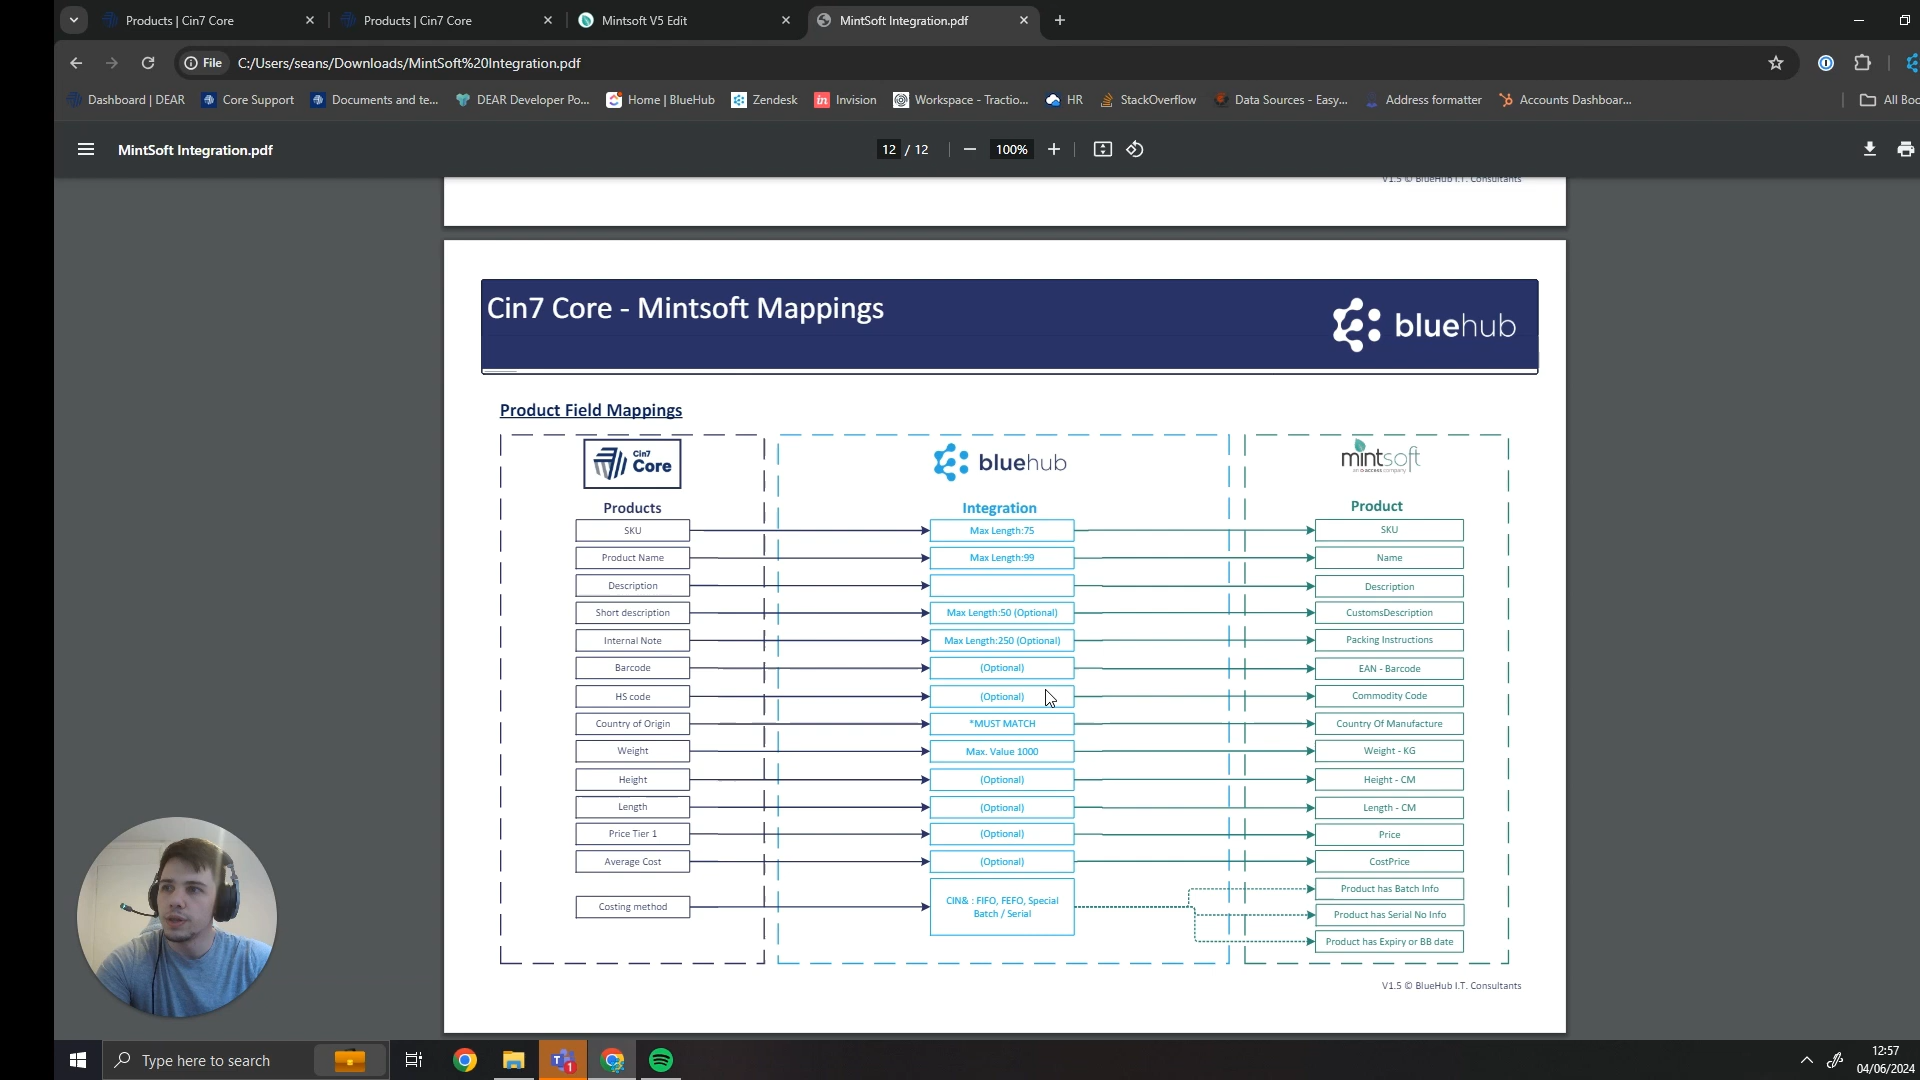 Products | Cin7 Core
Products | Cin7 Core
Mintsoft V5 Edit
MintSoft Integration.pdf
File
C:/Users/seans/Downloads/MintSoft%20Integration.pdf
Dashboard | DEAR
Core Support
Documents and te...
DEAR Developer Po...
Home | BlueHub
Zendesk
Invision
Workspace - Tractio...
HR
StackOverflow
Data Sources - Easy...
Address formatter
Accounts Dashboar...
All Boo
MintSoft Integration.pdf
12 / 12
100%
V1.5 © BlueHub I.T. Consultants
Cin7 Core - Mintsoft Mappings
bluehub
Product Field Mappings
Cin7
Core
bluehub
mintsoft
an access company
Products
Integration
Product
SKU
Max Length:75
SKU
Product Name
Max Length:99
Name
Description
Description
Short description
Max Length:50 (Optional)
CustomsDescription
Internal Note
Max Length:250 (Optional)
Packing Instructions
Barcode
(Optional)
EAN - Barcode
HS code
(Optional)
Commodity Code
Country of Origin
*MUST MATCH
Country Of Manufacture
Weight
Max. Value 1000
Weight - KG
Height
(Optional)
Height - CM
Length
(Optional)
Length - CM
Price Tier 1
(Optional)
Price
Average Cost
(Optional)
CostPrice
Costing method
CIN& : FIFO, FEFO, Special
Batch / Serial
Product has Batch Info
Product has Serial No Info
Product has Expiry or BB date
V1.5 © BlueHub I.T. Consultants
Type here to search
1
12:57
04/06/2024